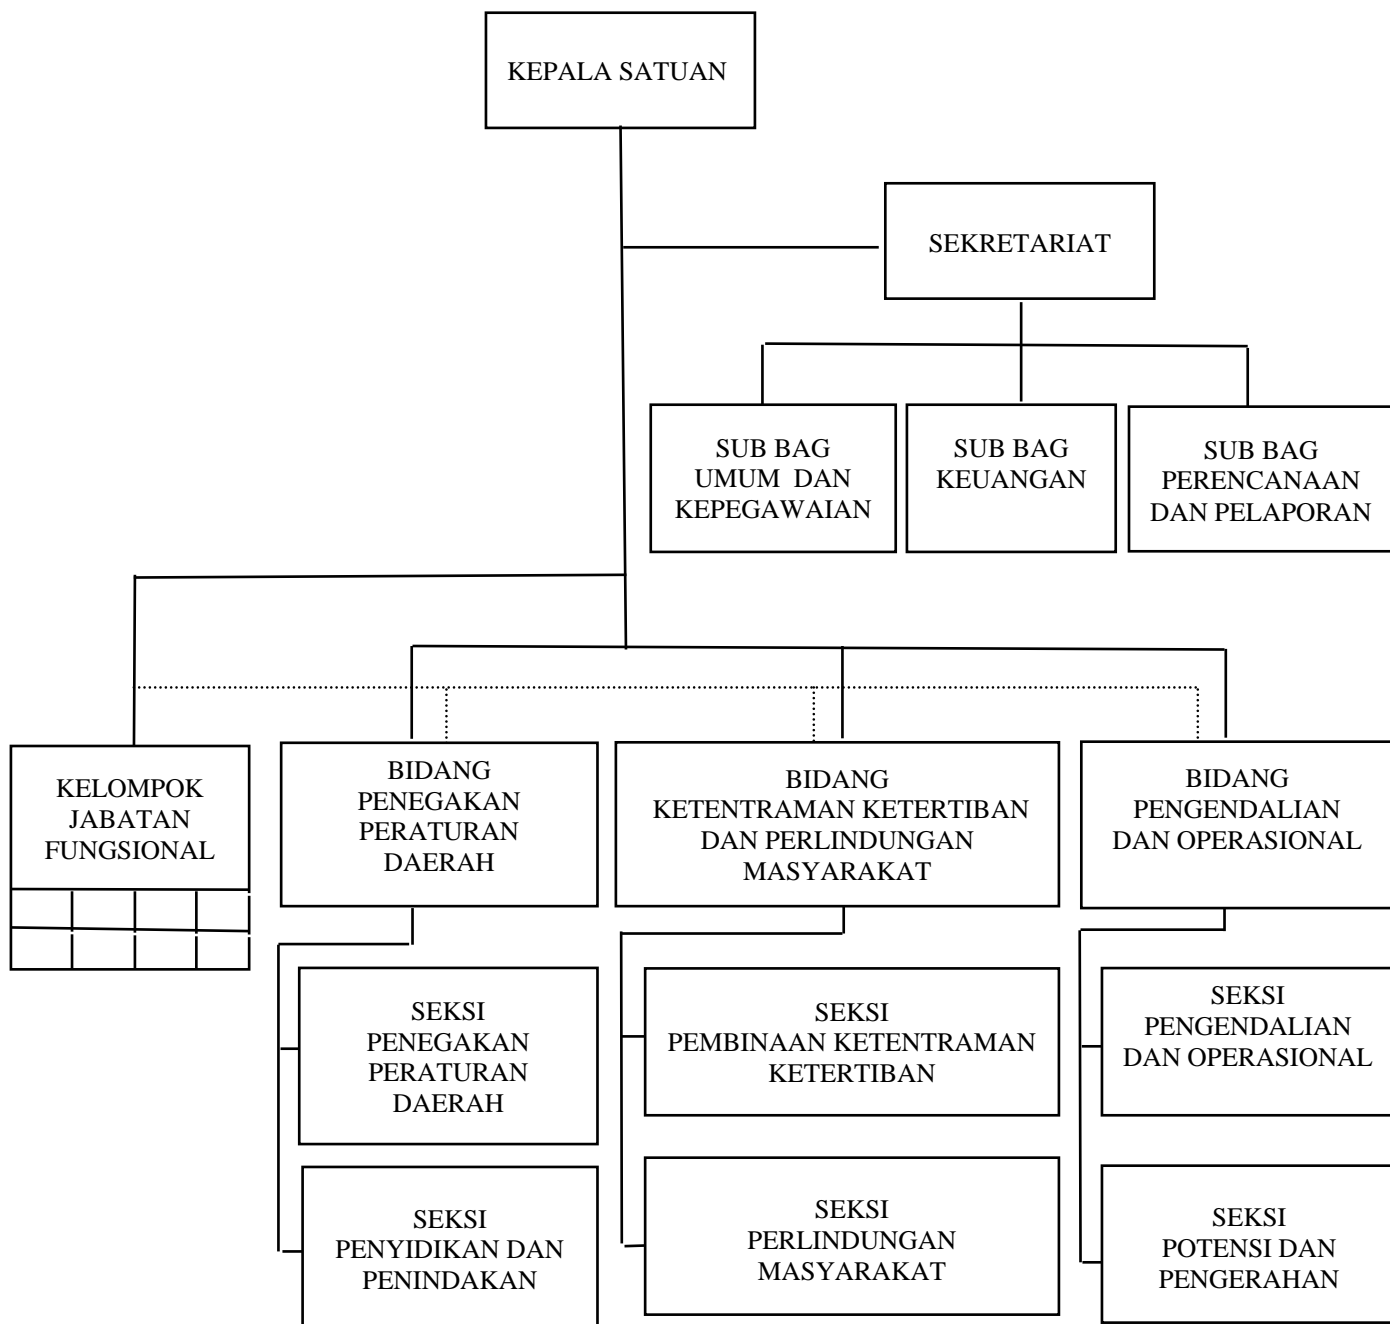 KEPALA SATUAN
SEKRETARIAT
SUB BAG
UMUM  DAN
KEPEGAWAIAN
SUB BAG
KEUANGAN
SUB BAG
PERENCANAAN
DAN PELAPORAN
KELOMPOK
JABATAN
FUNGSIONAL
BIDANG
PENEGAKAN
PERATURAN
DAERAH
BIDANG
KETENTRAMAN KETERTIBAN
DAN PERLINDUNGAN
MASYARAKAT
BIDANG
PENGENDALIAN
DAN OPERASIONAL
SEKSI
PENEGAKAN
PERATURAN
DAERAH
SEKSI
PEMBINAAN KETENTRAMAN
KETERTIBAN
SEKSI
PENGENDALIAN
DAN OPERASIONAL
SEKSI
PENYIDIKAN DAN
PENINDAKAN
SEKSI
PERLINDUNGAN
MASYARAKAT
SEKSI
POTENSI DAN
PENGERAHAN